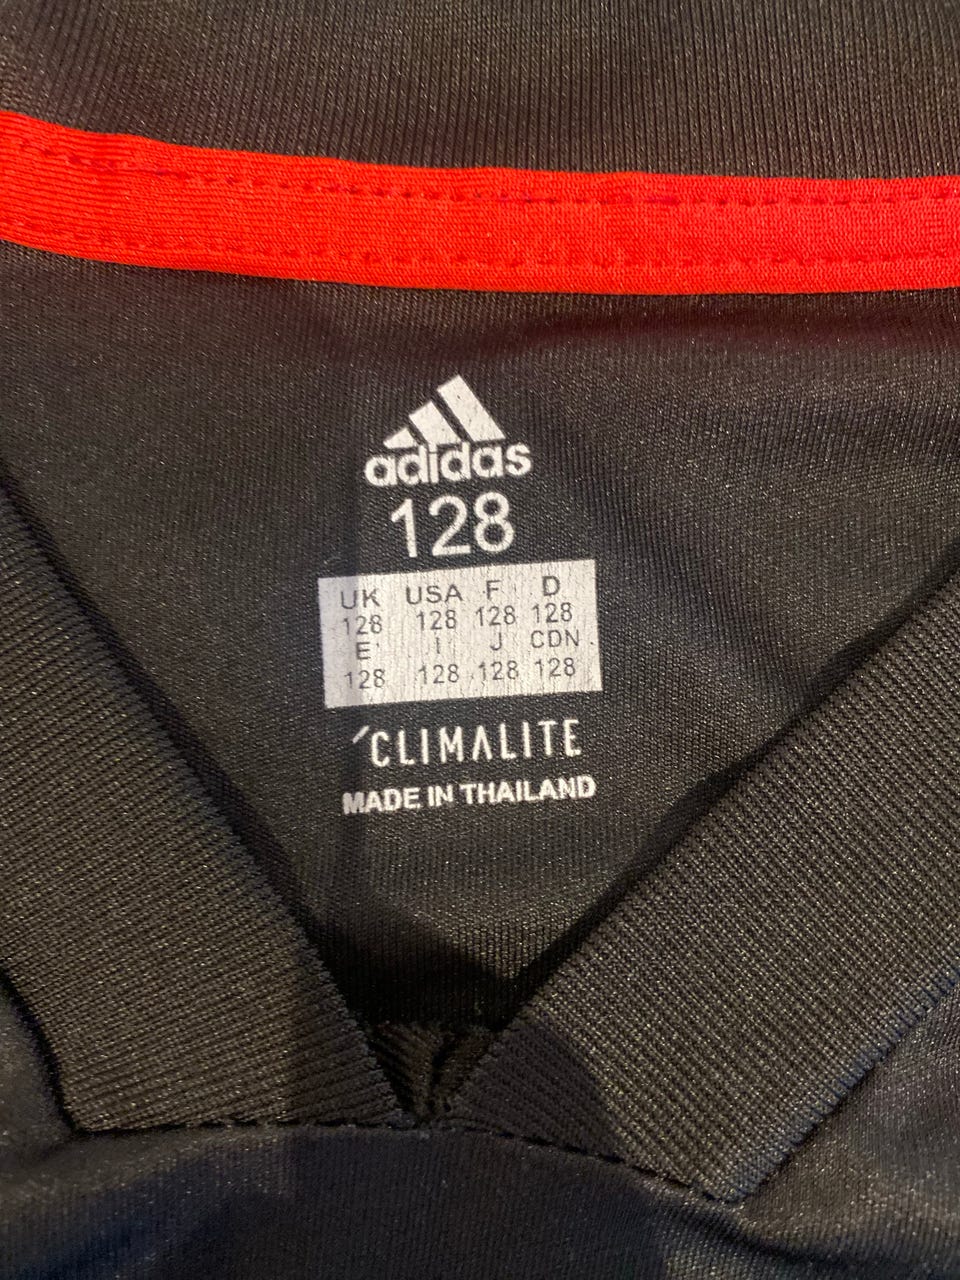 adidas
128
UK USA F D
128 128 128 128
E I J CDN
128 128 128 128
CLIMALITE
MADE IN THAILAND